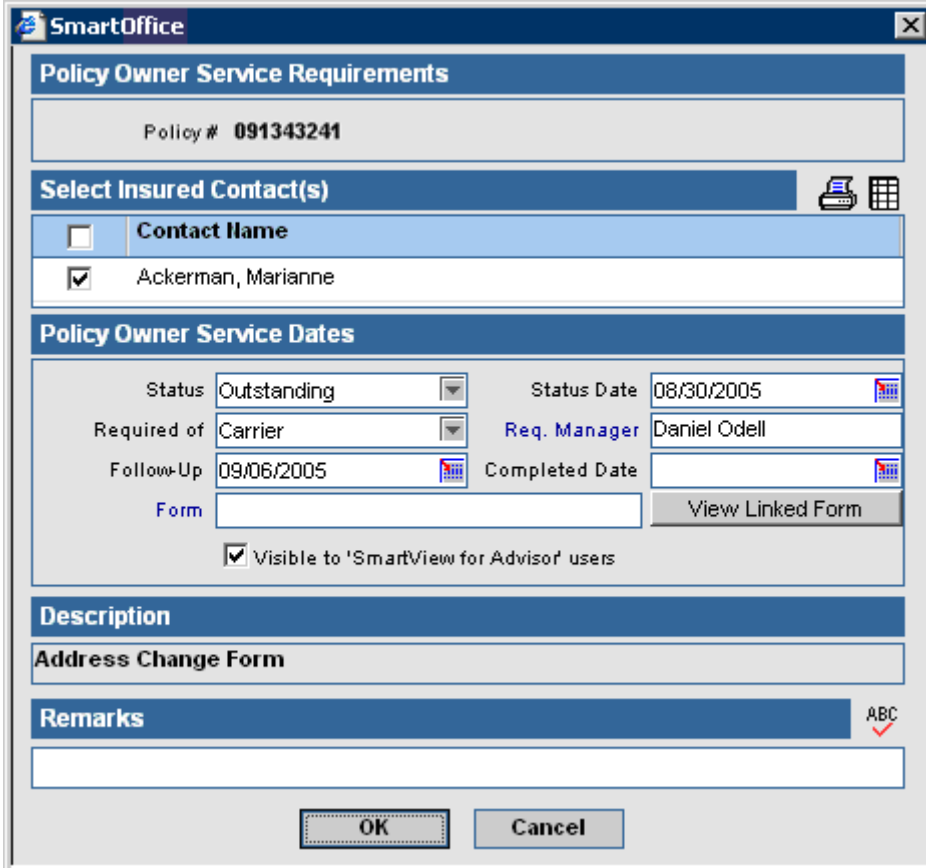 SmartOffice
Policy Owner Service Requirements
Policy # 091343241
Select Insured Contact(s)
Contact Name
Ackerman, Marianne
Policy Owner Service Dates
Status Outstanding Status Date 08/30/2005
Required of Carrier Req. Manager Daniel Odell
Follow-Up 09/06/2005 Completed Date
Form View Linked Form
Visible to 'SmartView for Advisor' users
Description
Address Change Form
Remarks ABC
OK Cancel